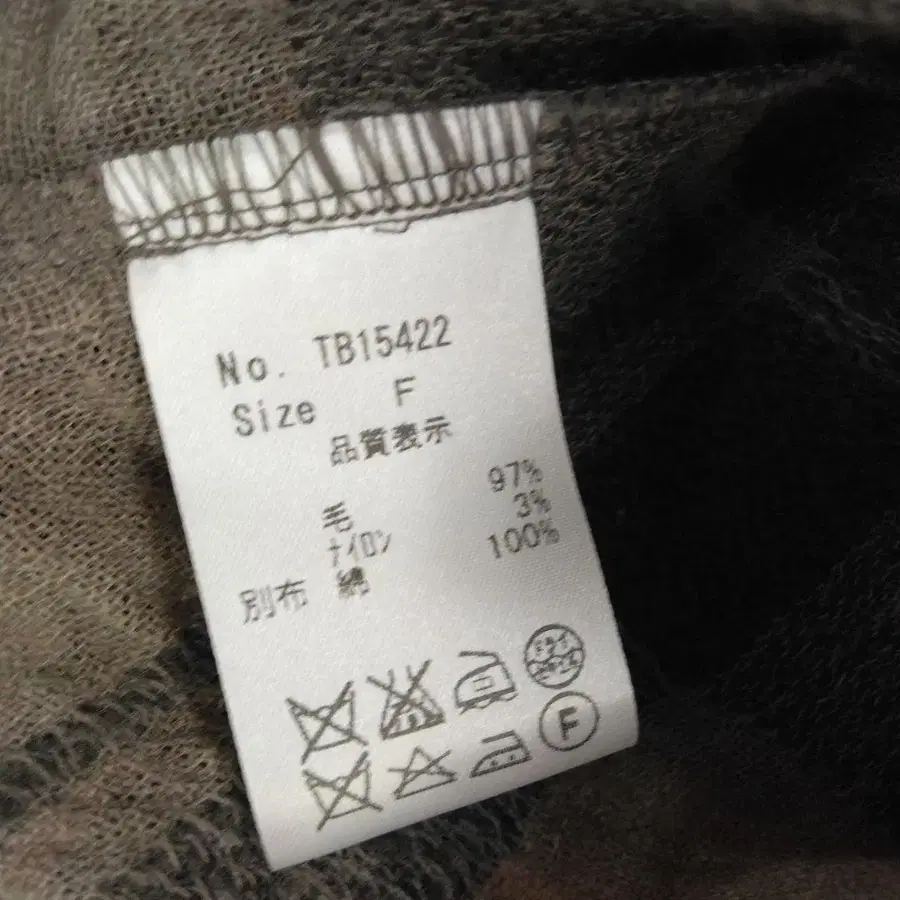 No. TB15422
Size F
品質表示
毛 97%
ナイロン 3%
別布 綿 100%
F